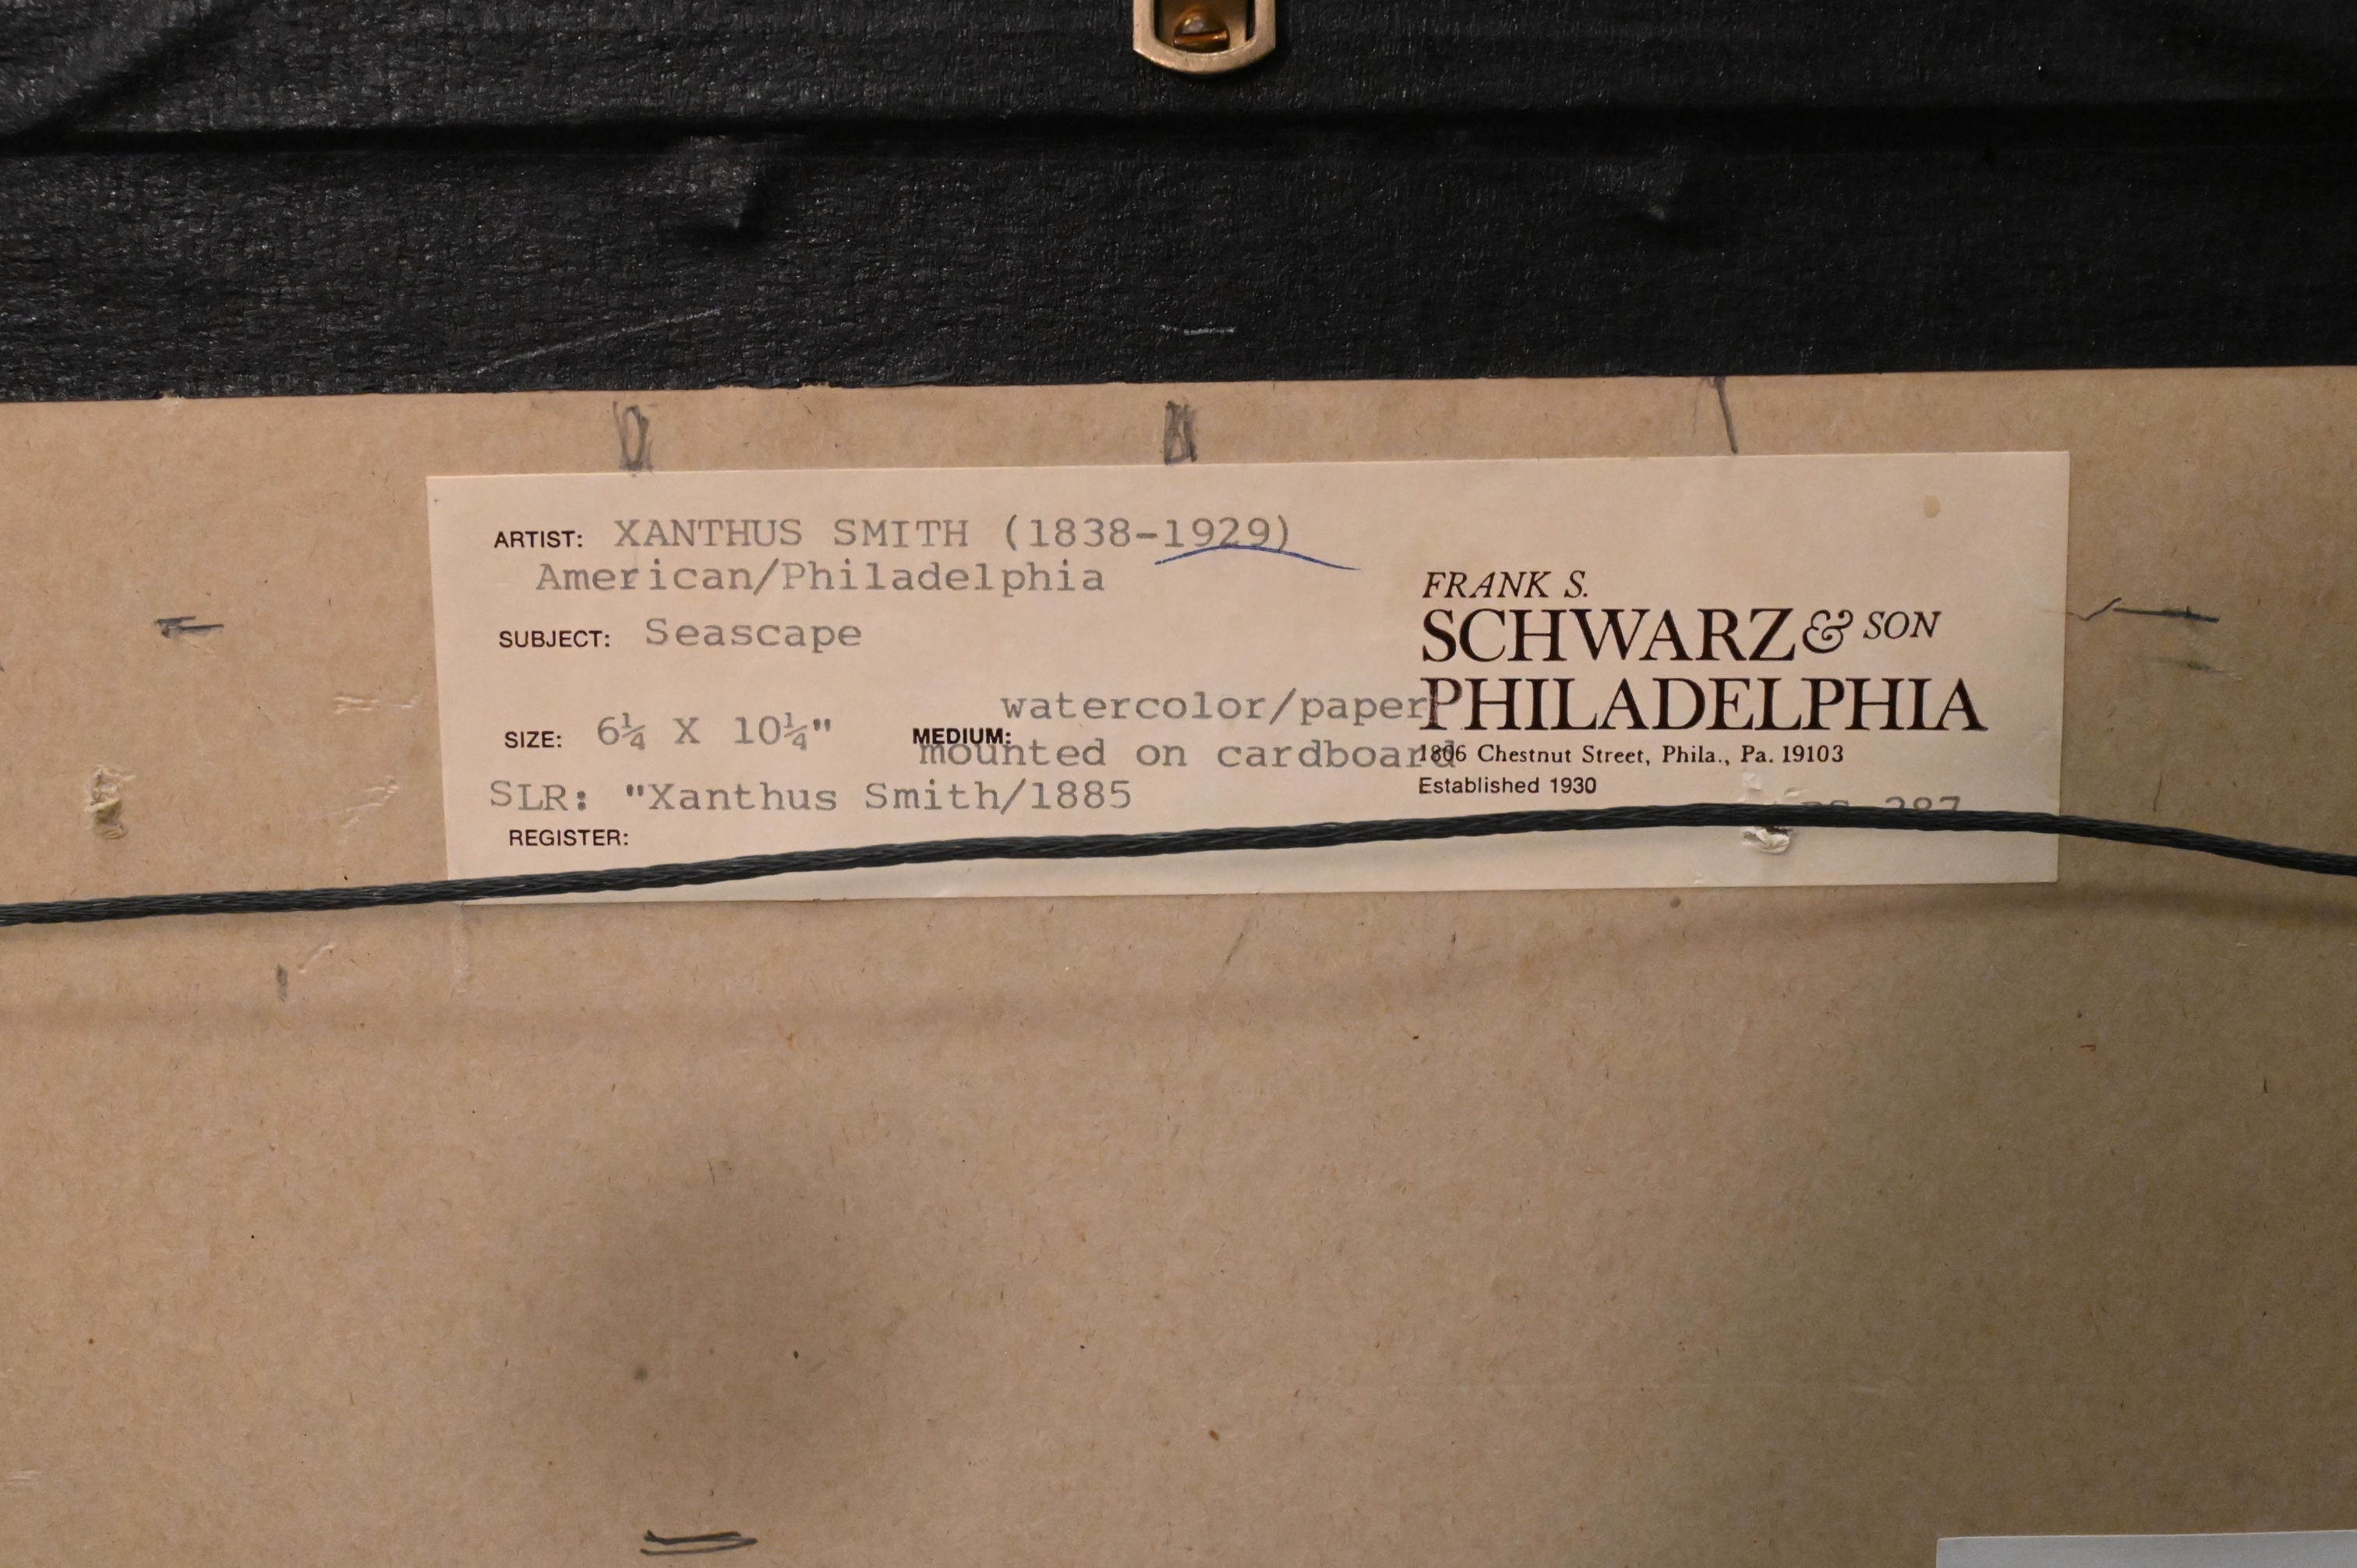 ARTIST: XANTHUS SMITH (1838-1929)
American/Philadelphia
SUBJECT: Seascape
SIZE: 6¼ X 10¼"
MEDIUM: watercolor/paper
mounted on cardboard
SLR: "Xanthus Smith/1885
REGISTER:
FRANK S.
SCHWARZ & SON
PHILADELPHIA
1806 Chestnut Street, Phila., Pa. 19103
Established 1930
287